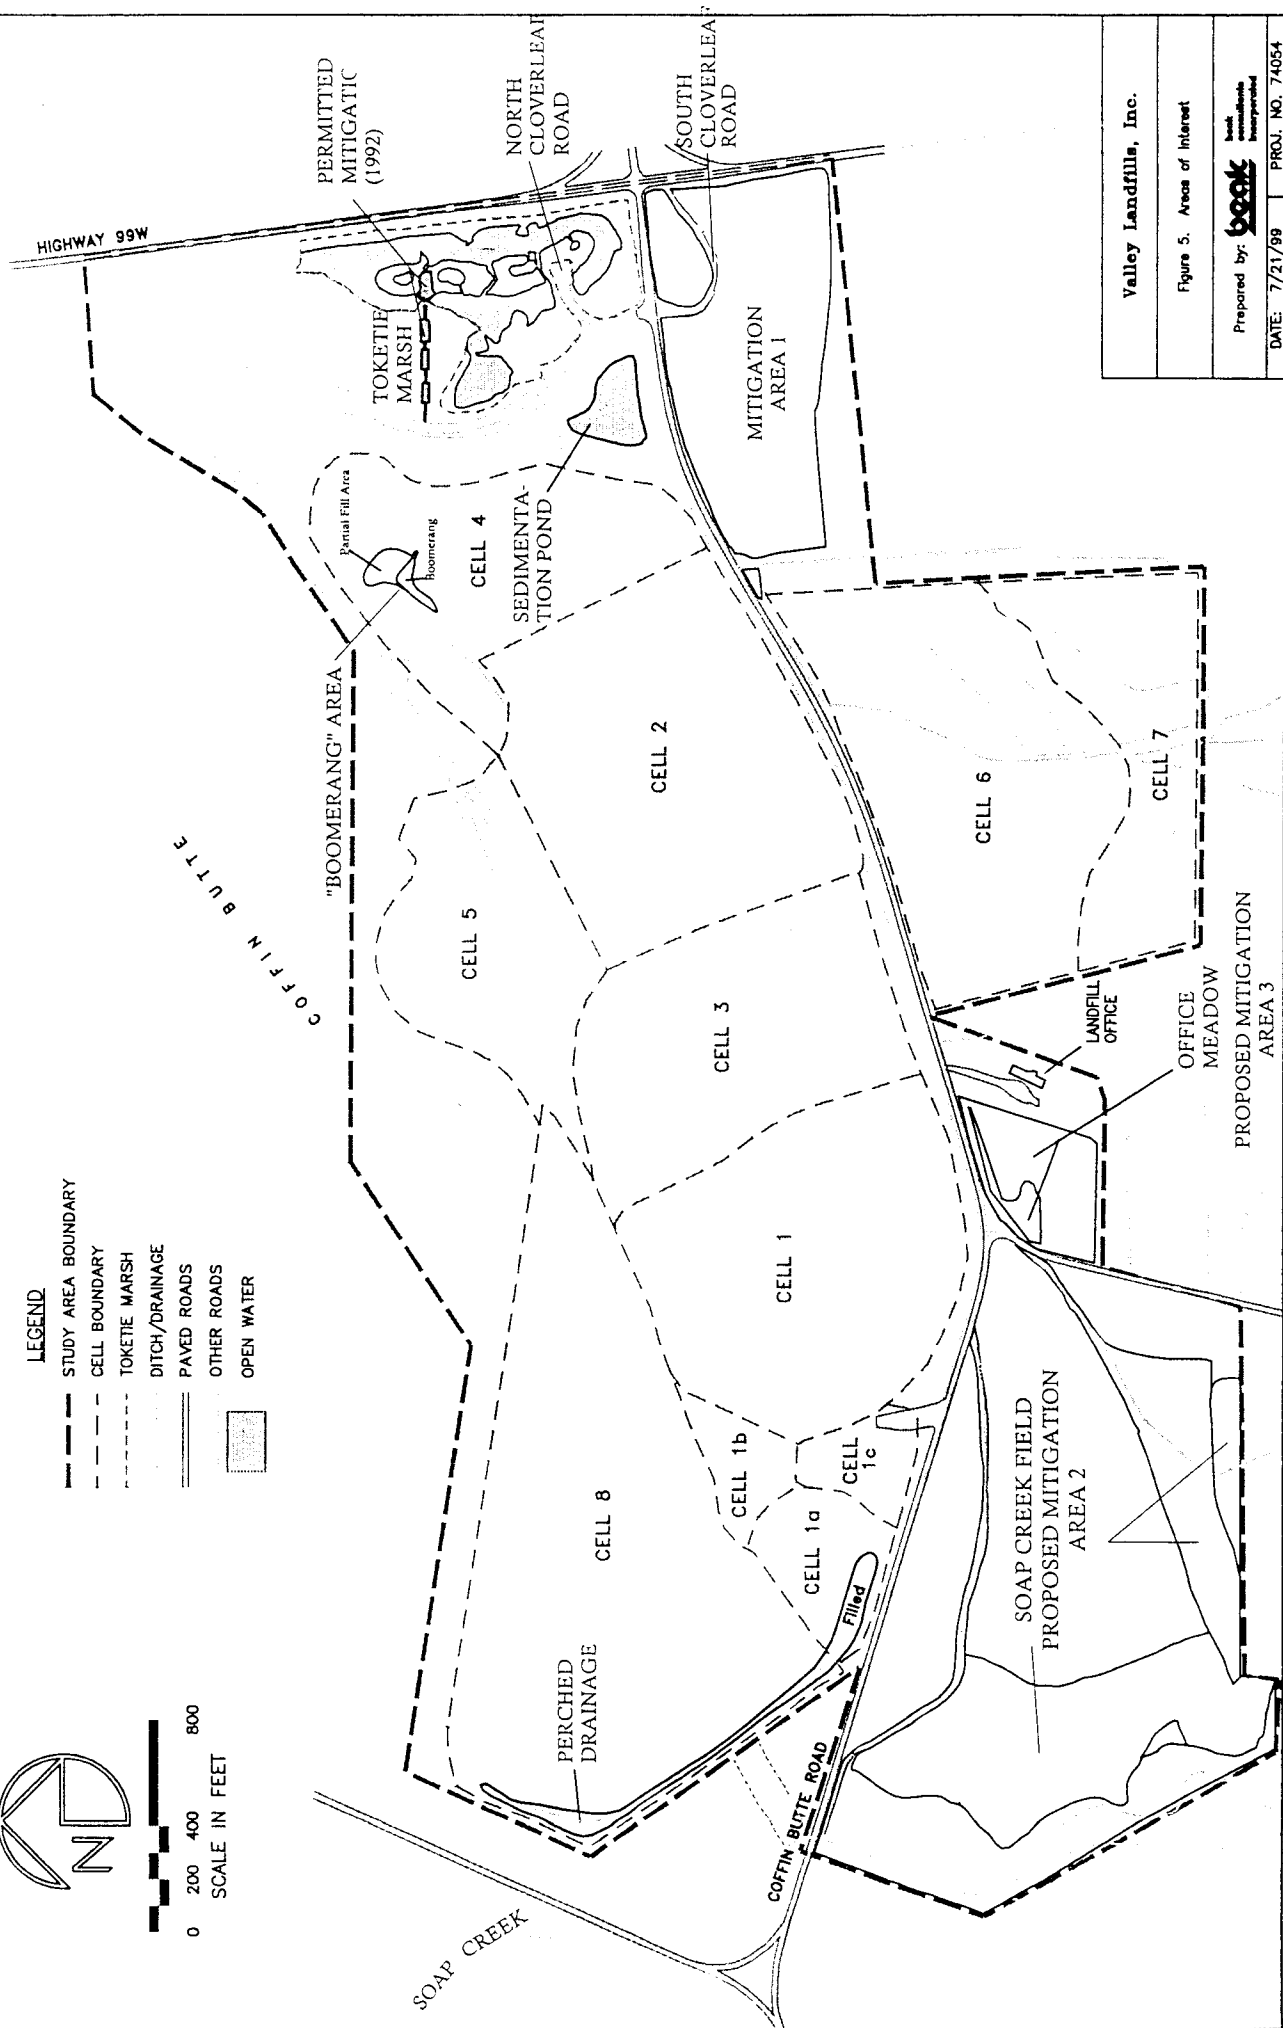 LEGEND
STUDY AREA BOUNDARY
CELL BOUNDARY
TOKETIE MARSH
DITCH/DRAINAGE
PAVED ROADS
OTHER ROADS
OPEN WATER
N
0 200 400 800
SCALE IN FEET
SOAP CREEK
COFFIN BUTTE ROAD
PERCHED
DRAINAGE
Filled
CELL 8
CELL 1a
CELL 1b
CELL
1c
CELL 1
CELL 3
CELL 5
CELL 2
CELL 4
CELL 6
CELL 7
COFFIN BUTTE
"BOOMERANG" AREA
Partial Fill Area
Boomerang
SEDIMENTA-
TION POND
TOKETIE
MARSH
HIGHWAY 99W
PERMITTED
MITIGATIC
(1992)
NORTH
CLOVERLEAF
ROAD
SOUTH
CLOVERLEAF
ROAD
MITIGATION
AREA 1
LANDFILL
OFFICE
OFFICE
MEADOW
PROPOSED MITIGATION
AREA 3
SOAP CREEK FIELD
PROPOSED MITIGATION
AREA 2
Valley Landfills, Inc.
Figure 5. Areas of Interest
Prepared by: beak
beak
consultants
incorporated
DATE: 7/21/99 PROJ. NO. 74054